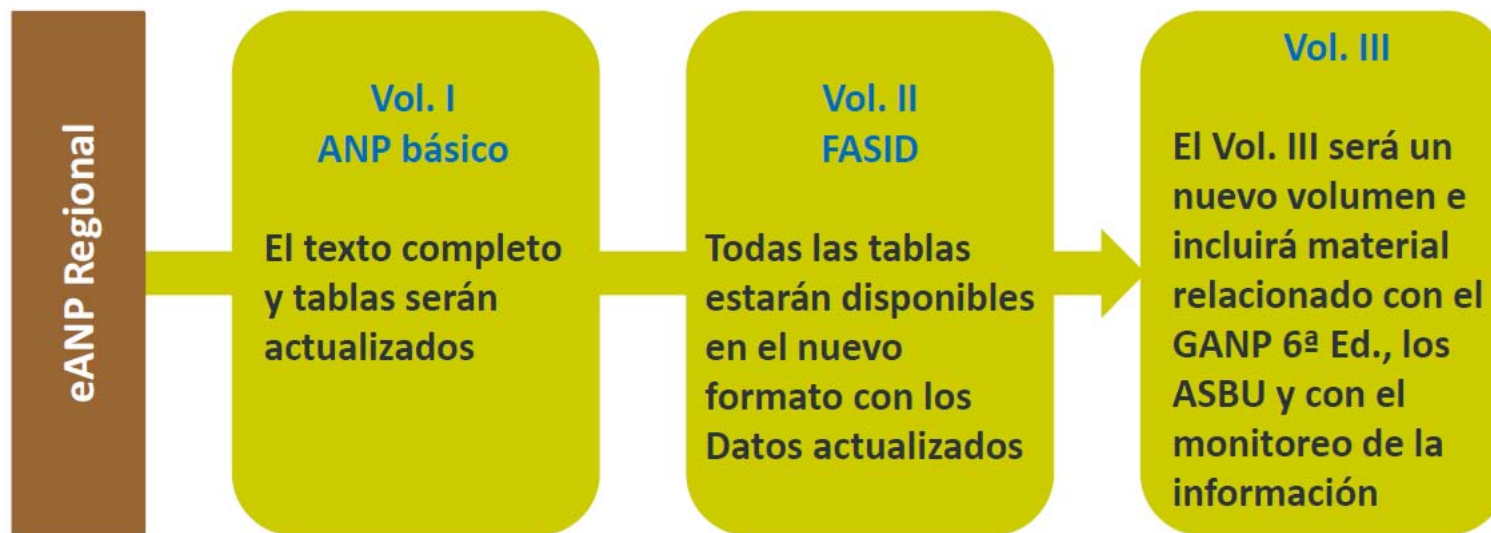 eANP Regional
Vol. I
ANP básico
El texto completo
y tablas serán
actualizados
Vol. II
FASID
Todas las tablas
estarán disponibles
en el nuevo
formato con los
Datos actualizados
Vol. III
El Vol. III será un
nuevo volumen e
incluirá material
relacionado con el
GANP 6ª Ed., los
ASBU y con el
monitoreo de la
información